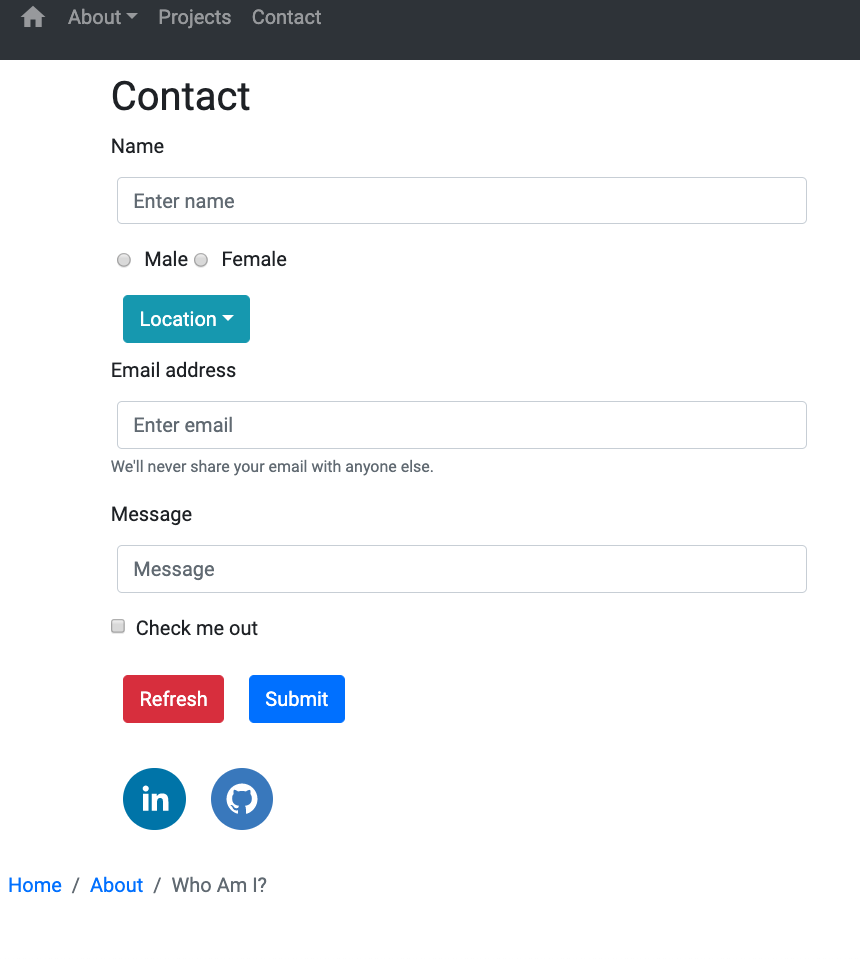 About Projects Contact
Contact
Name
Enter name
Male Female
Location
Email address
Enter email
We'll never share your email with anyone else.
Message
Message
Check me out
Refresh Submit
in
Home / About / Who Am I?